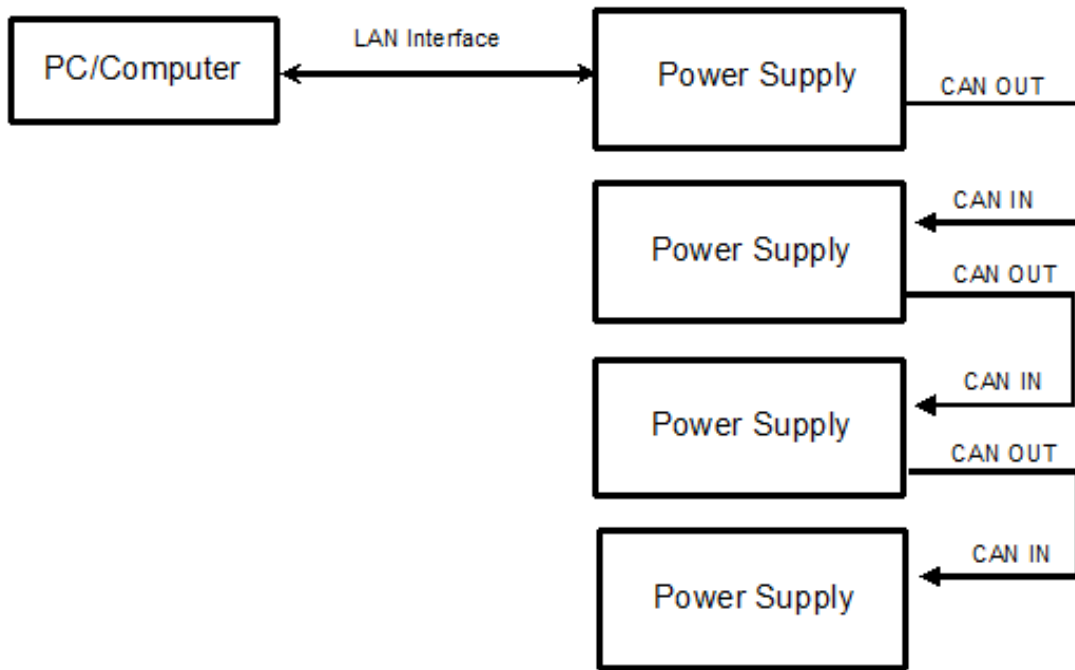 PC/Computer
LAN Interface
Power Supply
CAN OUT
CAN IN
Power Supply
CAN OUT
CAN IN
Power Supply
CAN OUT
CAN IN
Power Supply